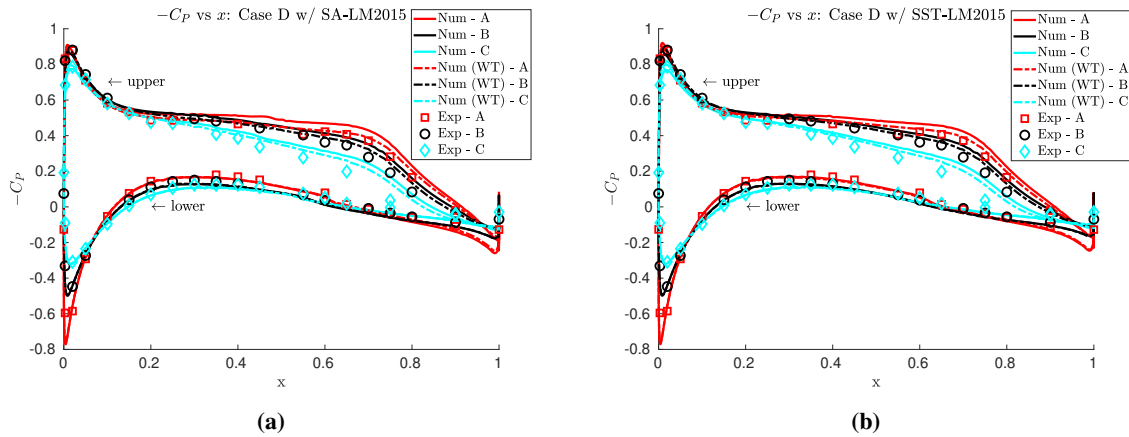 −C_P vs x: Case D w/ SA-LM2015
Num - A
Num - B
Num - C
Num (WT) - A
Num (WT) - B
Num (WT) - C
Exp - A
Exp - B
Exp - C
← upper
← lower
1
0.8
0.6
0.4
0.2
0
-0.2
-0.4
-0.6
-0.8
−C_P
0 0.2 0.4 0.6 0.8 1
x
(a)
−C_P vs x: Case D w/ SST-LM2015
Num - A
Num - B
Num - C
Num (WT) - A
Num (WT) - B
Num (WT) - C
Exp - A
Exp - B
Exp - C
← upper
← lower
1
0.8
0.6
0.4
0.2
0
-0.2
-0.4
-0.6
-0.8
−C_P
0 0.2 0.4 0.6 0.8 1
x
(b)